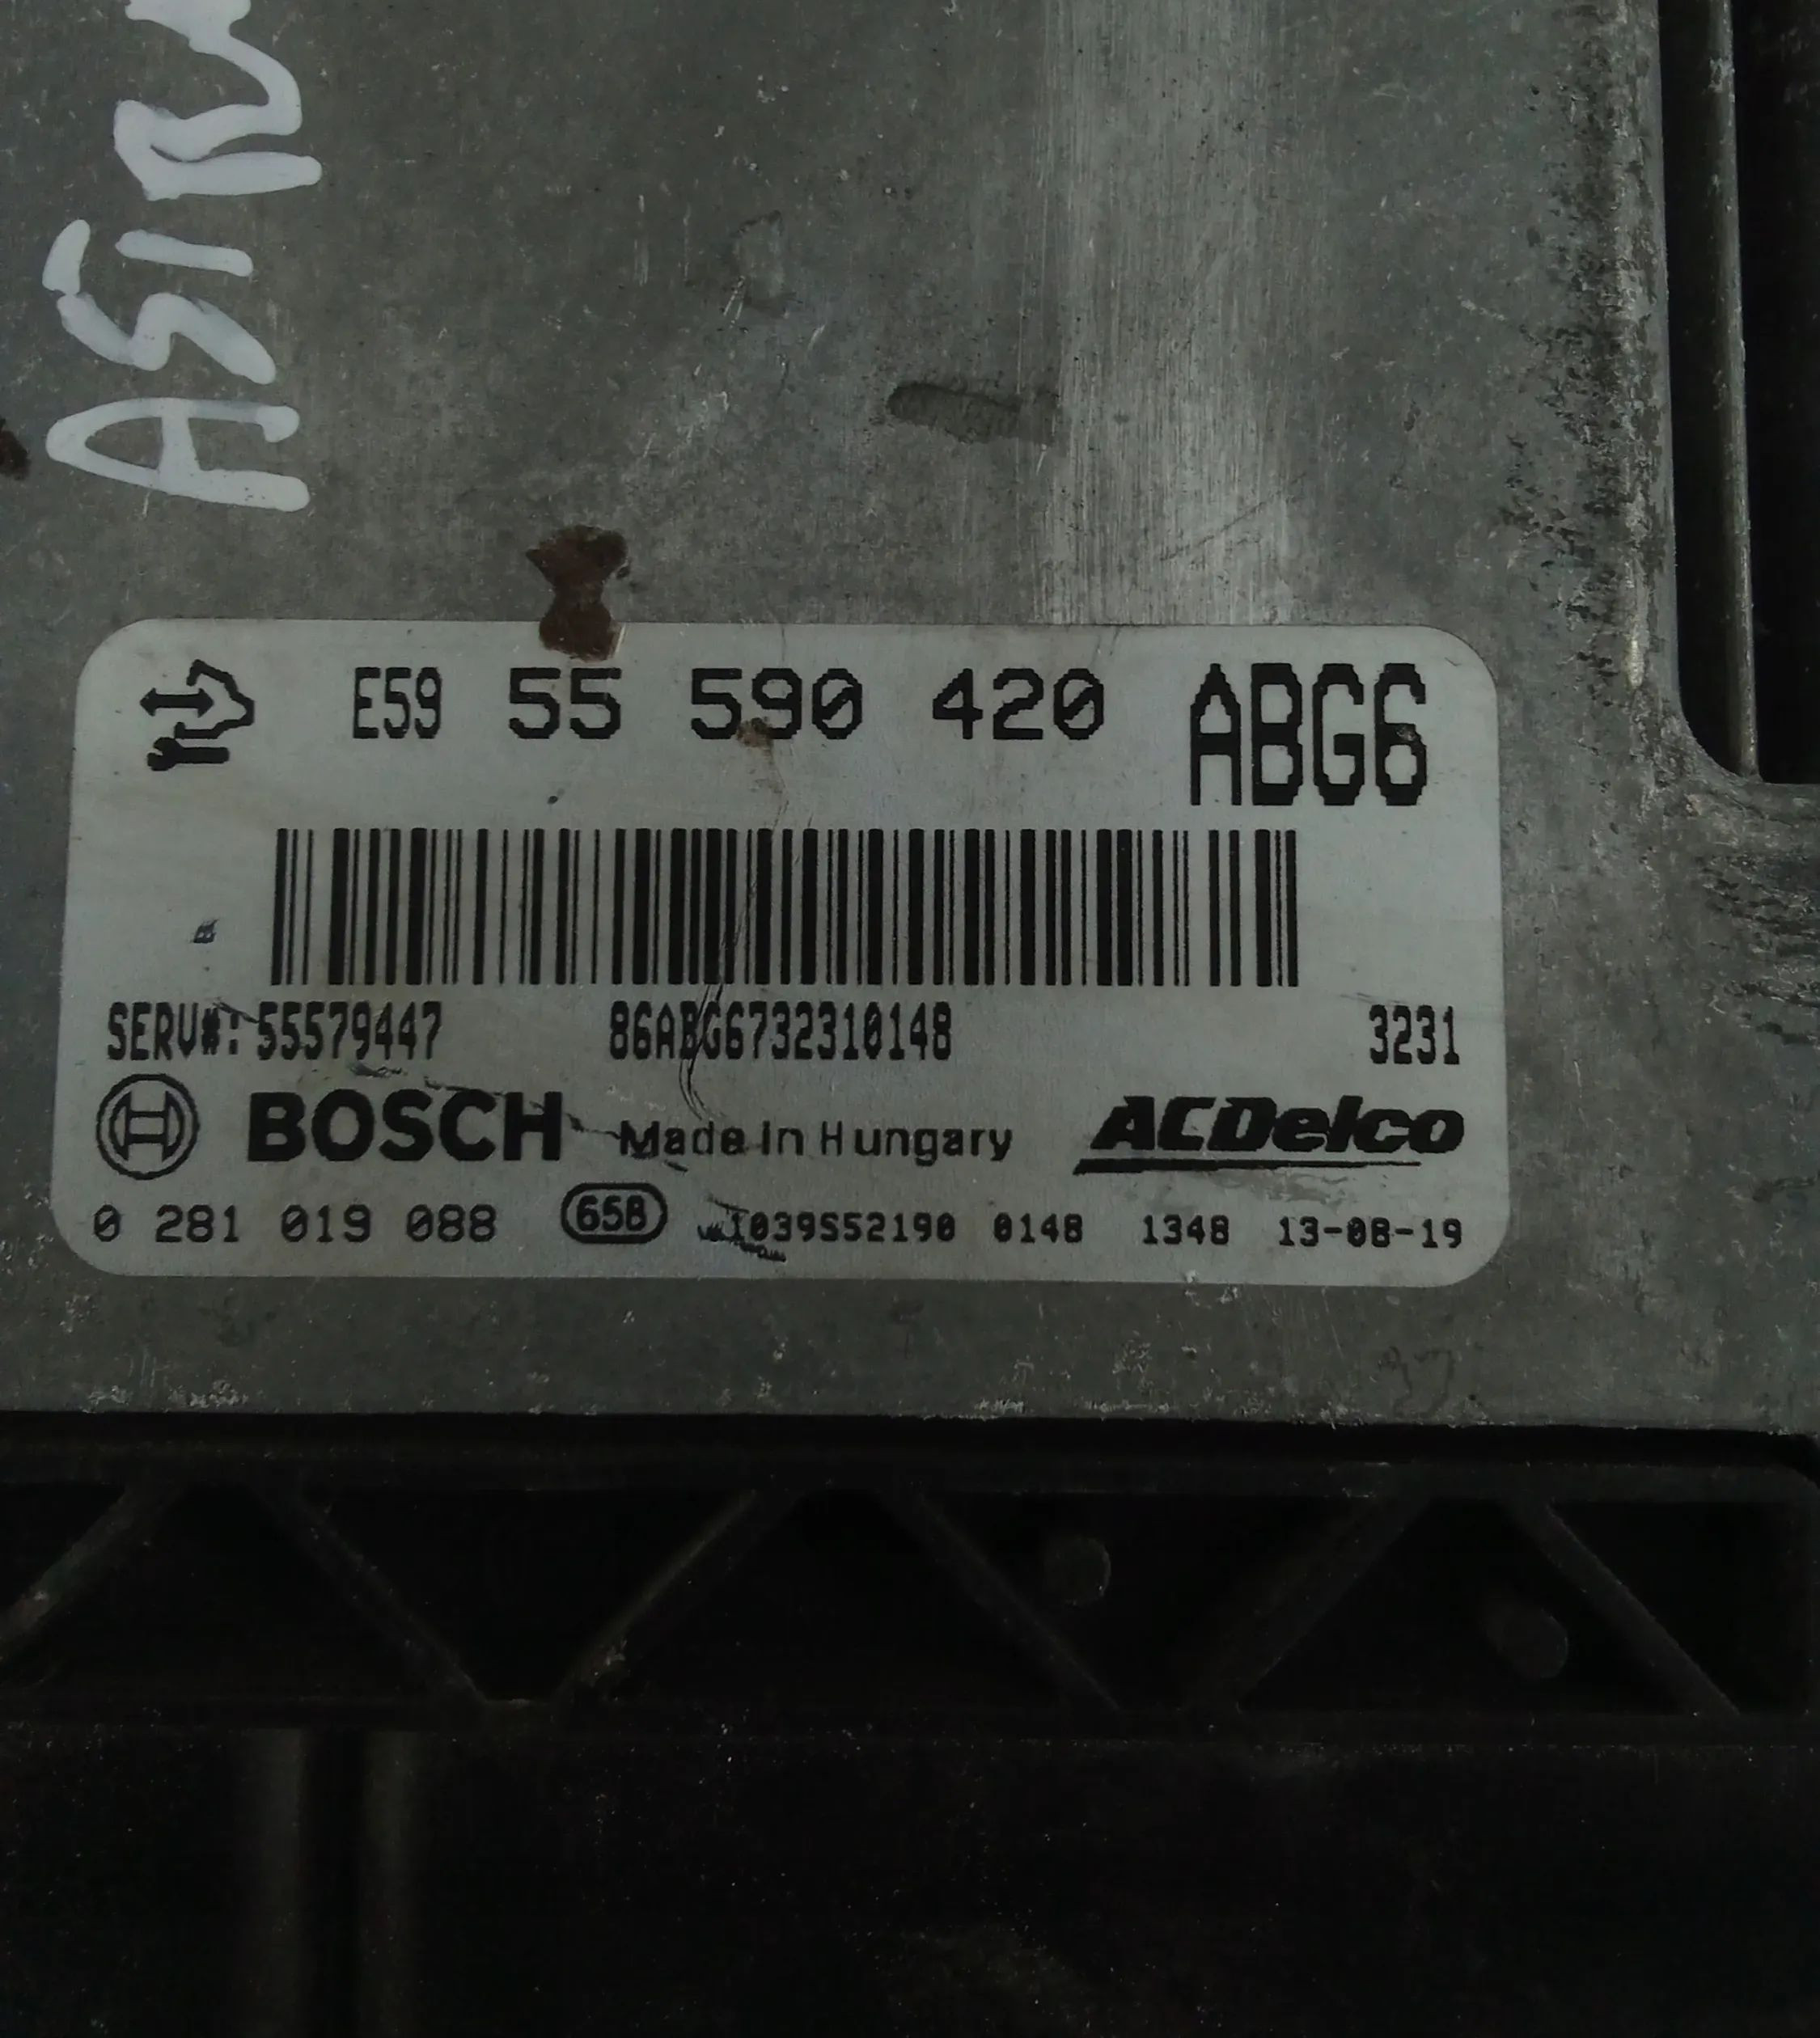 E59 55 590 420 ABG6
SERV#: 55579447 86ABG6732310148 3231
BOSCH Made in Hungary ACDelco
0 281 019 088 65B 1039S52190 0148 1348 13-08-19